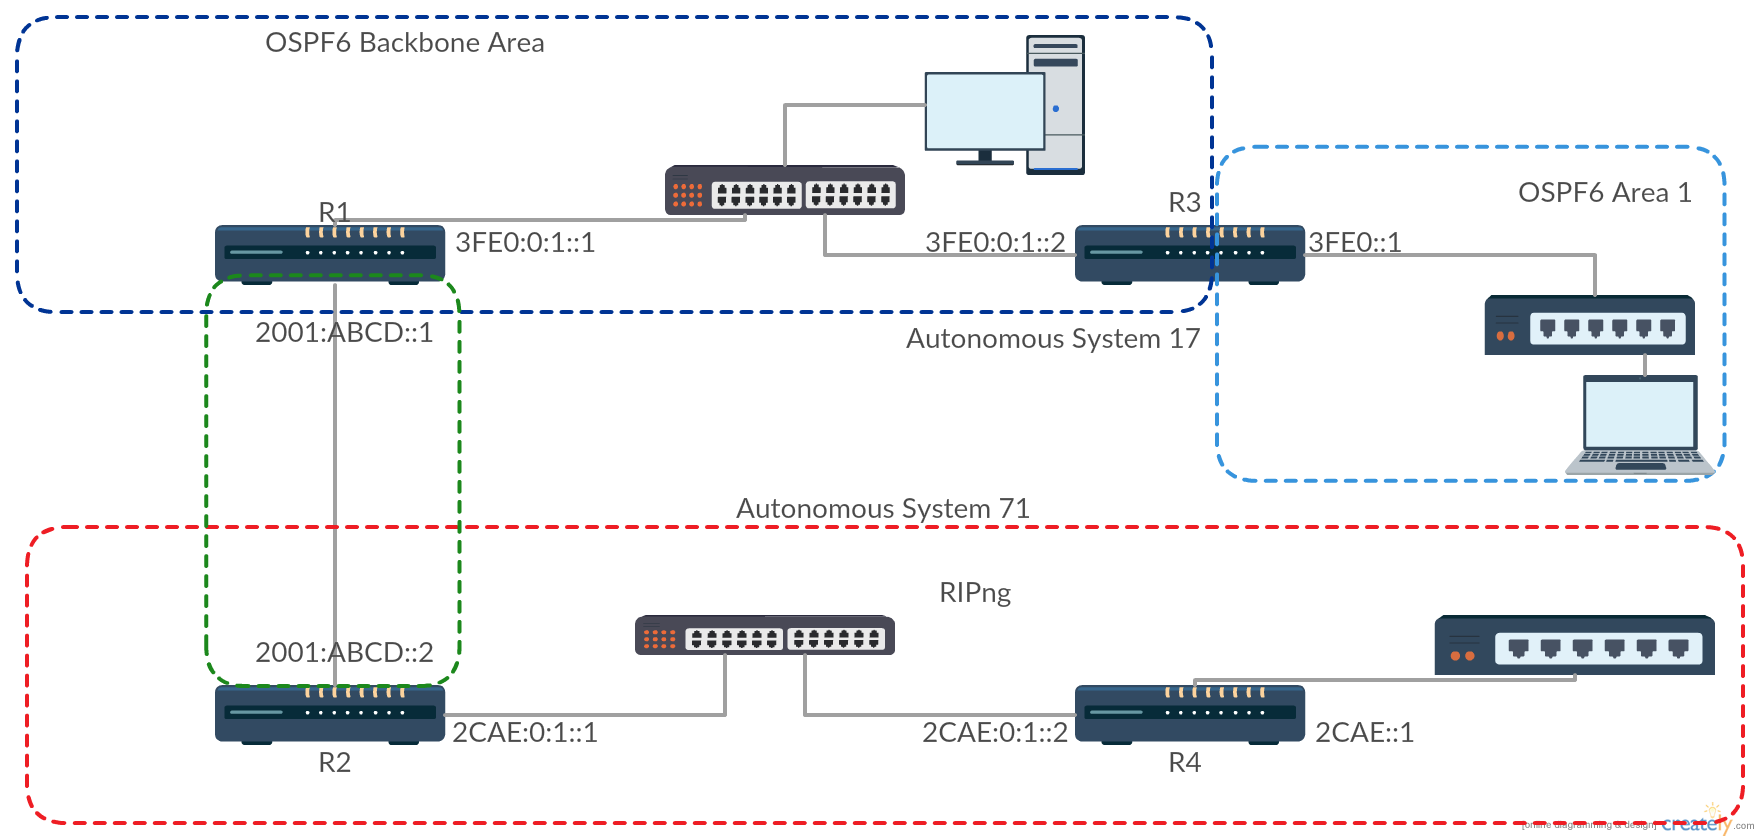 OSPF6 Backbone Area
OSPF6 Area 1
R1
R3
3FE0:0:1::1
3FE0:0:1::2
3FE0::1
2001:ABCD::1
Autonomous System 17
Autonomous System 71
RIPng
2001:ABCD::2
2CAE:0:1::1
2CAE:0:1::2
2CAE::1
R2
R4
[online diagramming & design] creately.com